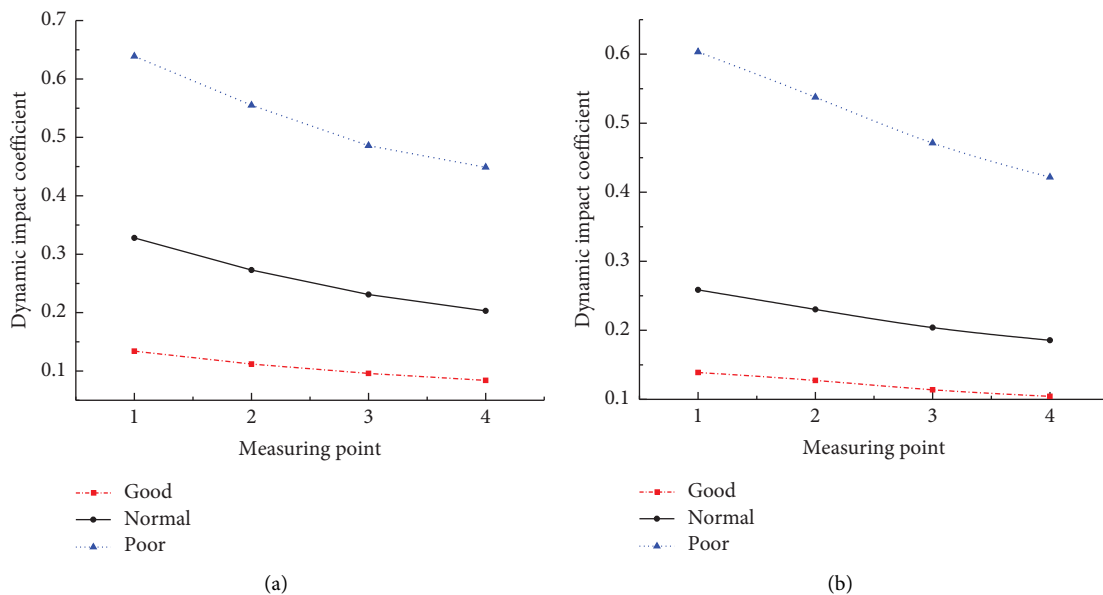 0.7
0.6
0.5
0.4
0.3
0.2
0.1
Dynamic impact coefficient
1 2 3 4
Measuring point
Good
Normal
Poor
(a)
0.6
0.5
0.4
0.3
0.2
0.1
Dynamic impact coefficient
1 2 3 4
Measuring point
Good
Normal
Poor
(b)